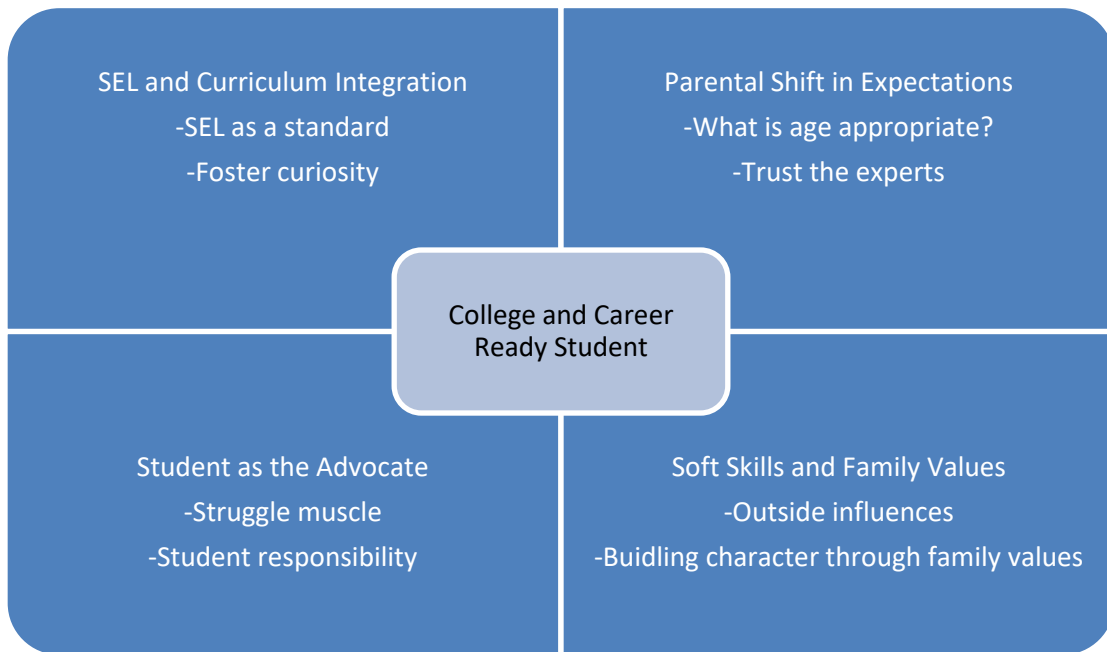 SEL and Curriculum Integration
-SEL as a standard
-Foster curiosity
Parental Shift in Expectations
-What is age appropriate?
-Trust the experts
College and Career
Ready Student
Student as the Advocate
-Struggle muscle
-Student responsibility
Soft Skills and Family Values
-Outside influences
-Buidling character through family values